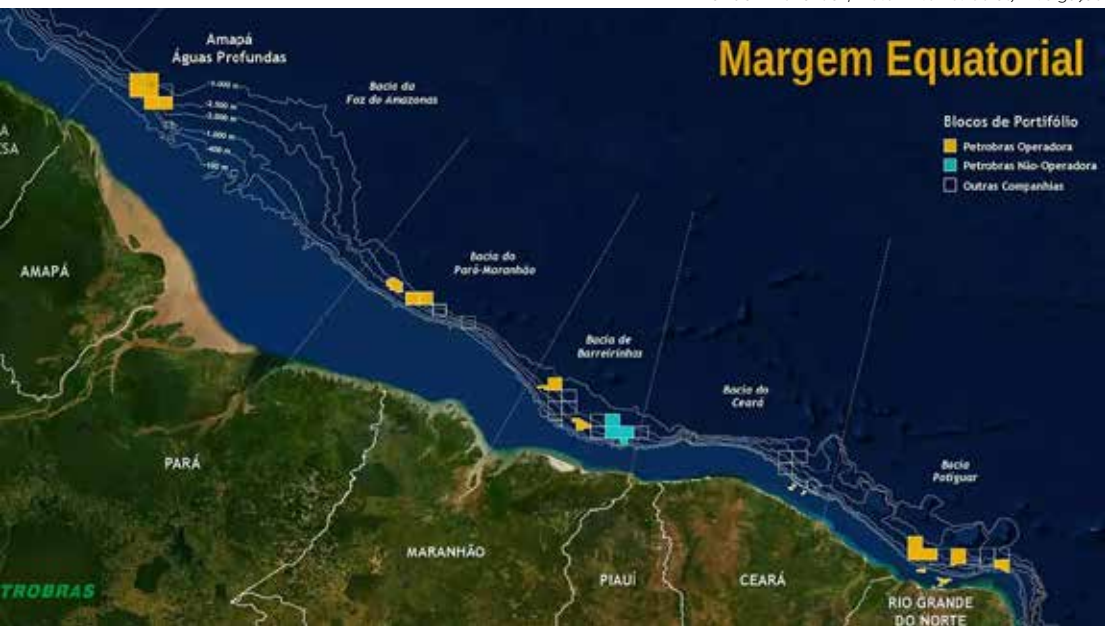 Margem Equatorial
Amapá
Águas Profundas
Bacia da
Foz do Amazonas
Blocos de Portifólio
Petrobras Operadora
Petrobras Não-Operadora
Outras Companhias
AMAPÁ
Bacia do
Pará-Maranhão
Bacia de
Barreirinhas
Bacia do
Ceará
Bacia
Potiguar
PARÁ
MARANHÃO
PIAUÍ
CEARÁ
RIO GRANDE
DO NORTE
TROBRAS